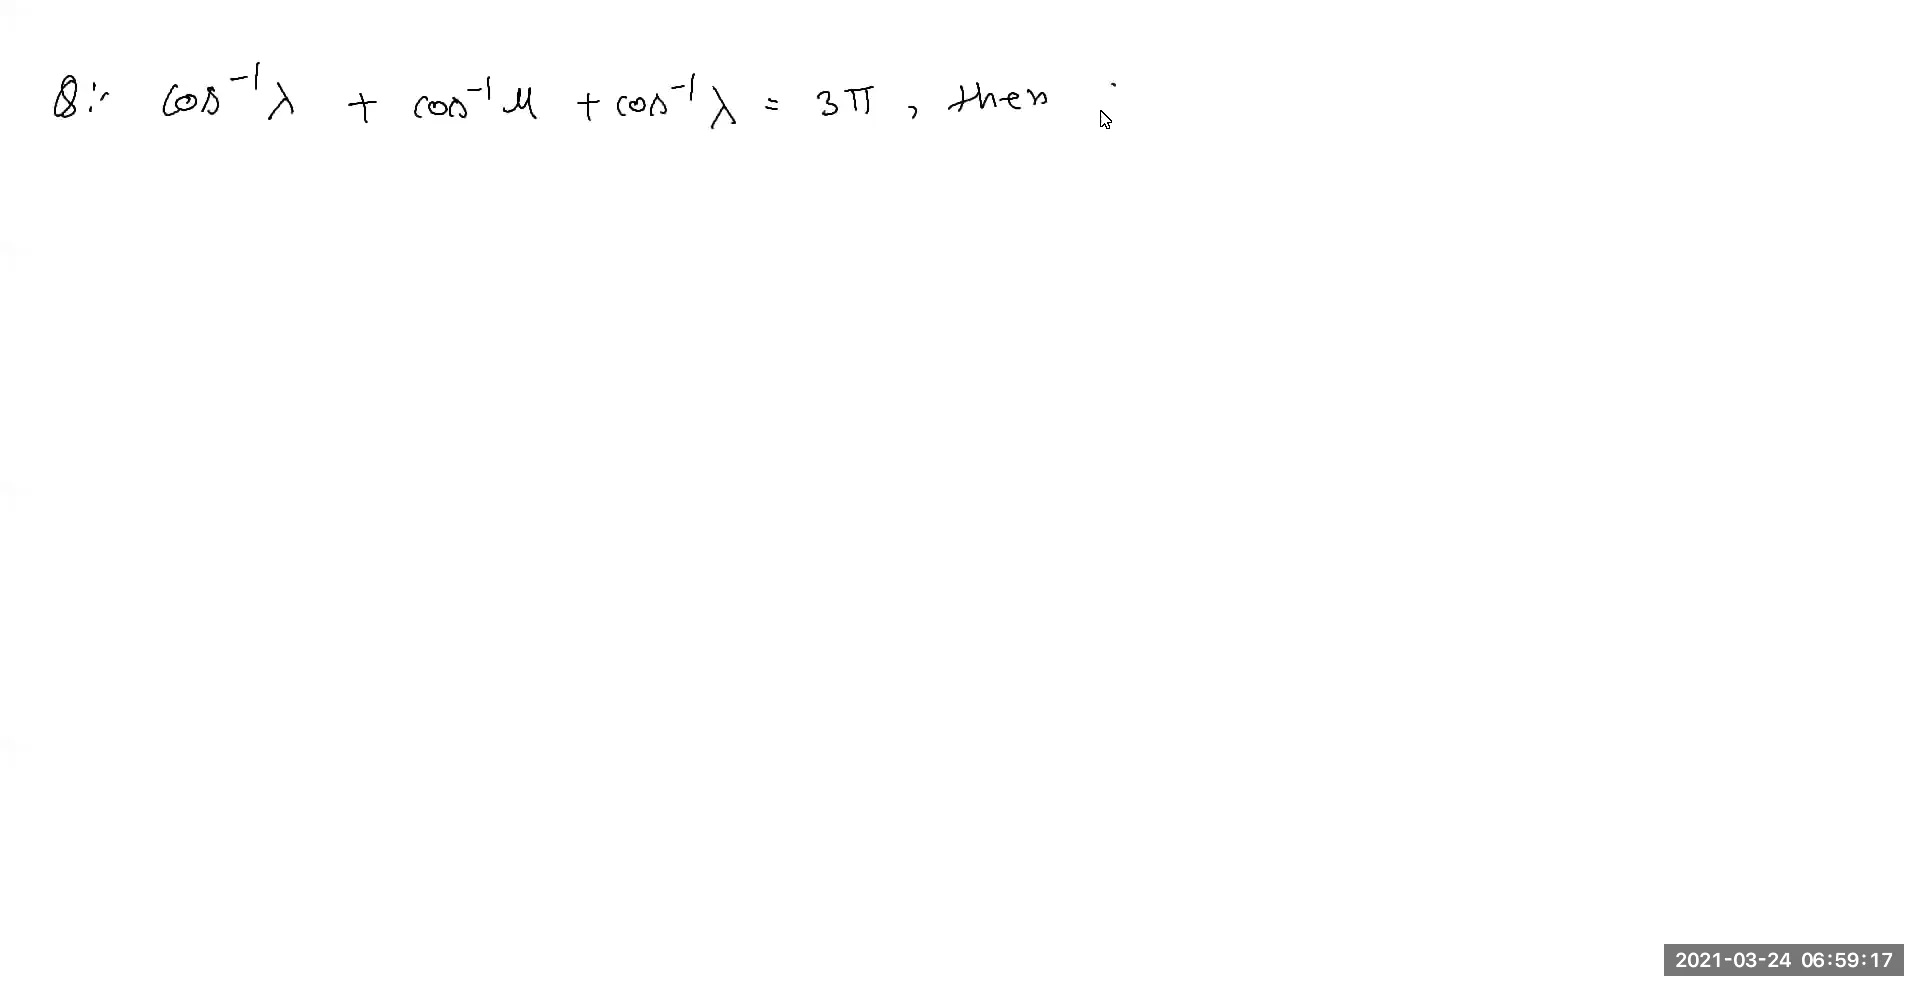 Q:- cos⁻¹λ + cos⁻¹μ + cos⁻¹λ = 3π, then
2021-03-24 06:59:17